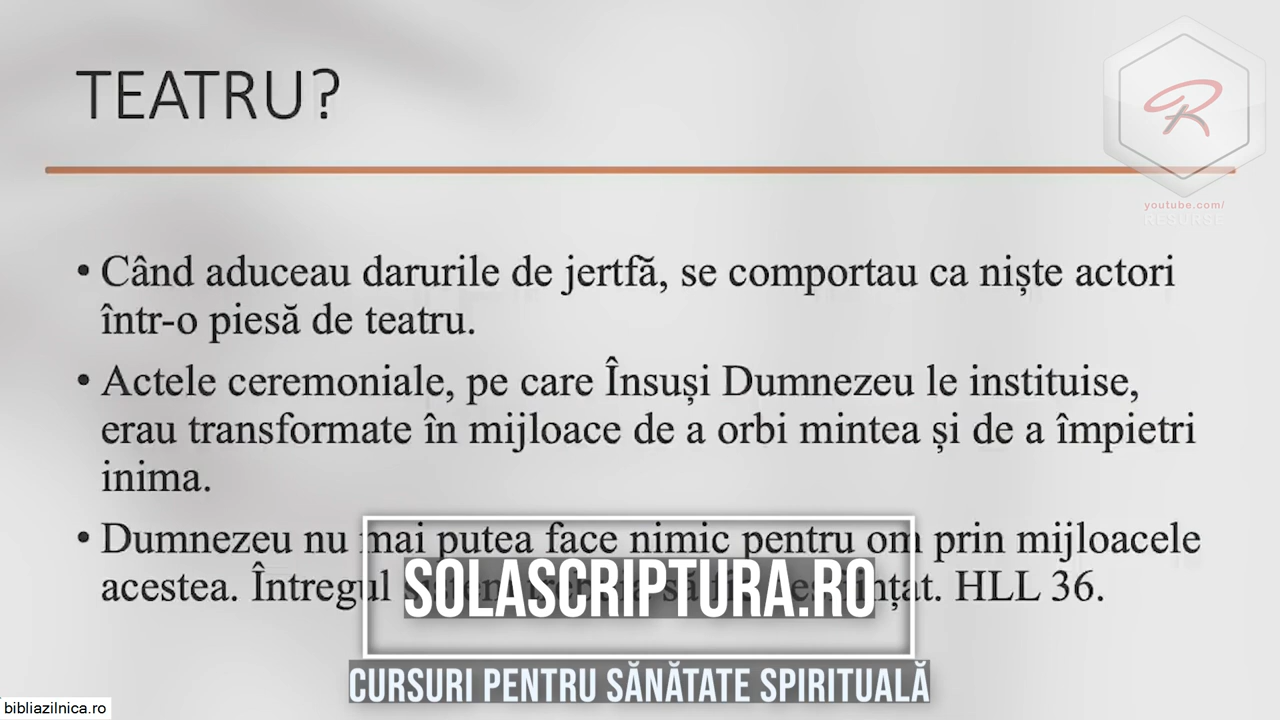 TEATRU?
youtube.com/
RESURSE
• Când aduceau darurile de jertfă, se comportau ca niște actori
într-o piesă de teatru.
• Actele ceremoniale, pe care Însuși Dumnezeu le instituise,
erau transformate în mijloace de a orbi mintea și de a împietri
inima.
• Dumnezeu nu mai putea face nimic pentru om prin mijloacele
acestea. Întregul HLL 36.
SOLASCRIPTURA.RO
CURSURI PENTRU SĂNĂTATE SPIRITUALĂ
bibliazilnica.ro